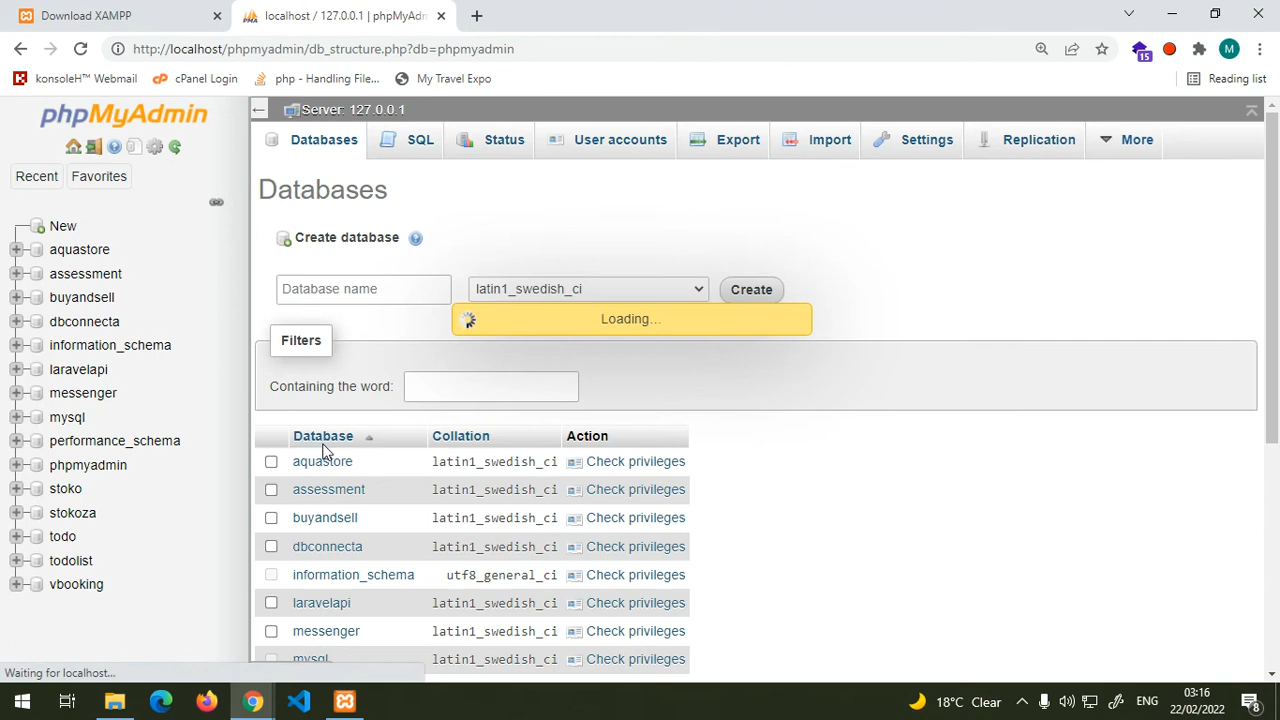 Download XAMPP
localhost / 127.0.0.1 | phpMyAdm
http://localhost/phpmyadmin/db_structure.php?db=phpmyadmin
15
M
konsoleH™ Webmail
cPanel Login
php - Handling File...
My Travel Expo
Reading list
phpMyAdmin
Recent
Favorites
New
aquastore
assessment
buyandsell
dbconnecta
information_schema
laravelapi
messenger
mysql
performance_schema
phpmyadmin
stoko
stokoza
todo
todolist
vbooking
Server: 127.0.0.1
Databases
SQL
Status
User accounts
Export
Import
Settings
Replication
More
Databases
Create database
Database name
latin1_swedish_ci
Create
Loading...
Filters
Containing the word:
Database Collation Action
aquastore latin1_swedish_ci Check privileges
assessment latin1_swedish_ci Check privileges
buyandsell latin1_swedish_ci Check privileges
dbconnecta latin1_swedish_ci Check privileges
information_schema utf8_general_ci Check privileges
laravelapi latin1_swedish_ci Check privileges
messenger latin1_swedish_ci Check privileges
mysql latin1_swedish_ci Check privileges
Waiting for localhost...
18°C Clear
ENG
03:16
22/02/2022
8